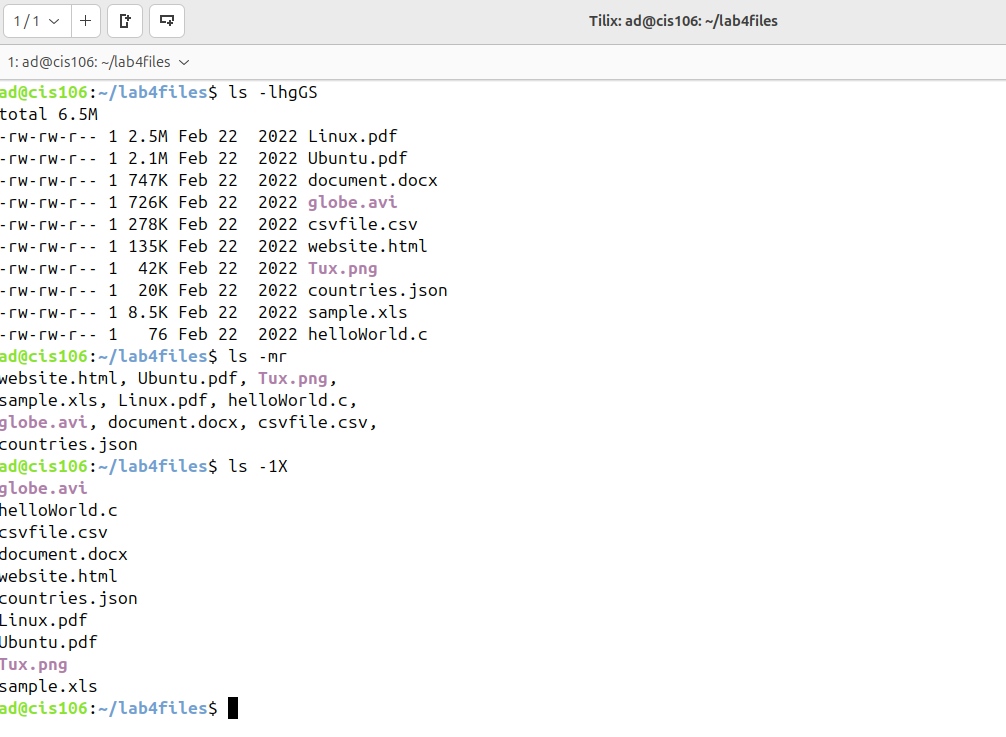 1 / 1
Tilix: ad@cis106: ~/lab4files
1: ad@cis106: ~/lab4files
ad@cis106:~/lab4files$ ls -lhgGS
total 6.5M
-rw-rw-r-- 1 2.5M Feb 22  2022 Linux.pdf
-rw-rw-r-- 1 2.1M Feb 22  2022 Ubuntu.pdf
-rw-rw-r-- 1 747K Feb 22  2022 document.docx
-rw-rw-r-- 1 726K Feb 22  2022 globe.avi
-rw-rw-r-- 1 278K Feb 22  2022 csvfile.csv
-rw-rw-r-- 1 135K Feb 22  2022 website.html
-rw-rw-r-- 1  42K Feb 22  2022 Tux.png
-rw-rw-r-- 1  20K Feb 22  2022 countries.json
-rw-rw-r-- 1 8.5K Feb 22  2022 sample.xls
-rw-rw-r-- 1   76 Feb 22  2022 helloWorld.c
ad@cis106:~/lab4files$ ls -mr
website.html, Ubuntu.pdf, Tux.png,
sample.xls, Linux.pdf, helloWorld.c,
globe.avi, document.docx, csvfile.csv,
countries.json
ad@cis106:~/lab4files$ ls -1X
globe.avi
helloWorld.c
csvfile.csv
document.docx
website.html
countries.json
Linux.pdf
Ubuntu.pdf
Tux.png
sample.xls
ad@cis106:~/lab4files$